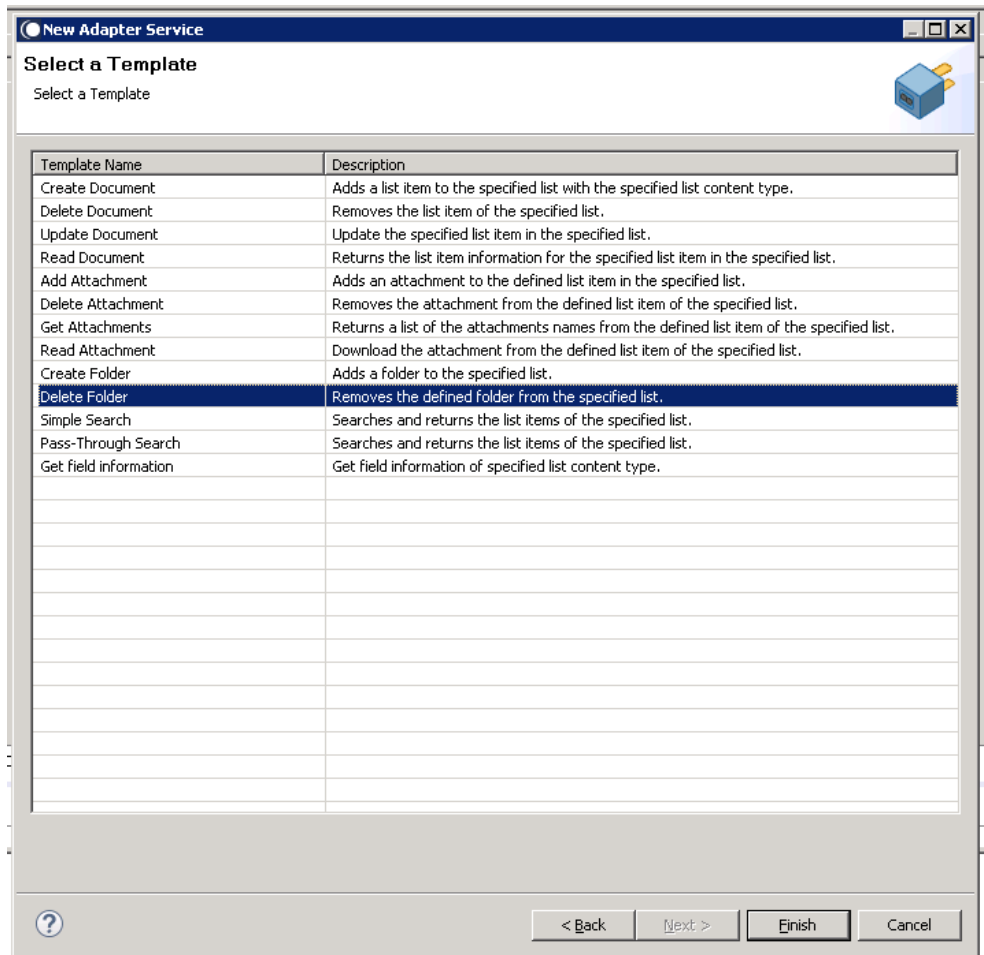 New Adapter Service
Select a Template
Select a Template
Template Name Description
Create Document Adds a list item to the specified list with the specified list content type.
Delete Document Removes the list item of the specified list.
Update Document Update the specified list item in the specified list.
Read Document Returns the list item information for the specified list item in the specified list.
Add Attachment Adds an attachment to the defined list item in the specified list.
Delete Attachment Removes the attachment from the defined list item of the specified list.
Get Attachments Returns a list of the attachments names from the defined list item of the specified list.
Read Attachment Download the attachment from the defined list item of the specified list.
Create Folder Adds a folder to the specified list.
Delete Folder Removes the defined folder from the specified list.
Simple Search Searches and returns the list items of the specified list.
Pass-Through Search Searches and returns the list items of the specified list.
Get field information Get field information of specified list content type.
? < Back Next > Finish Cancel